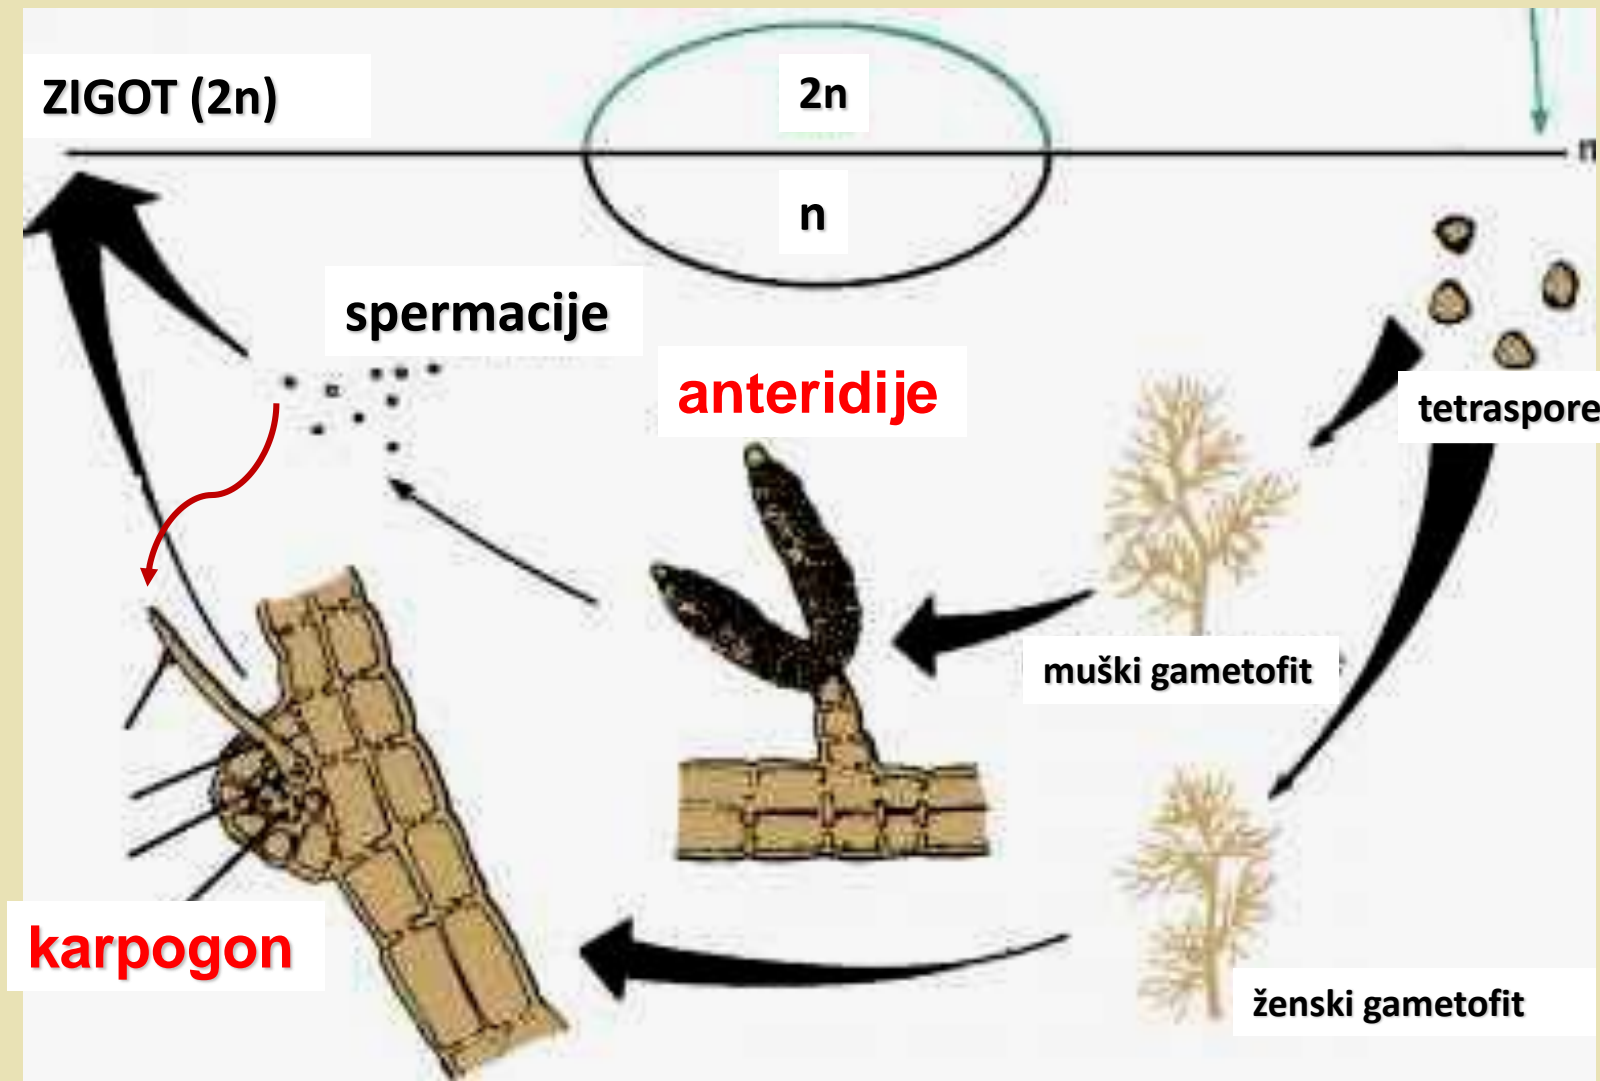 ZIGOT (2n)
2n
n
spermacije
anteridije
tetraspore
muški gametofit
karpogon
ženski gametofit